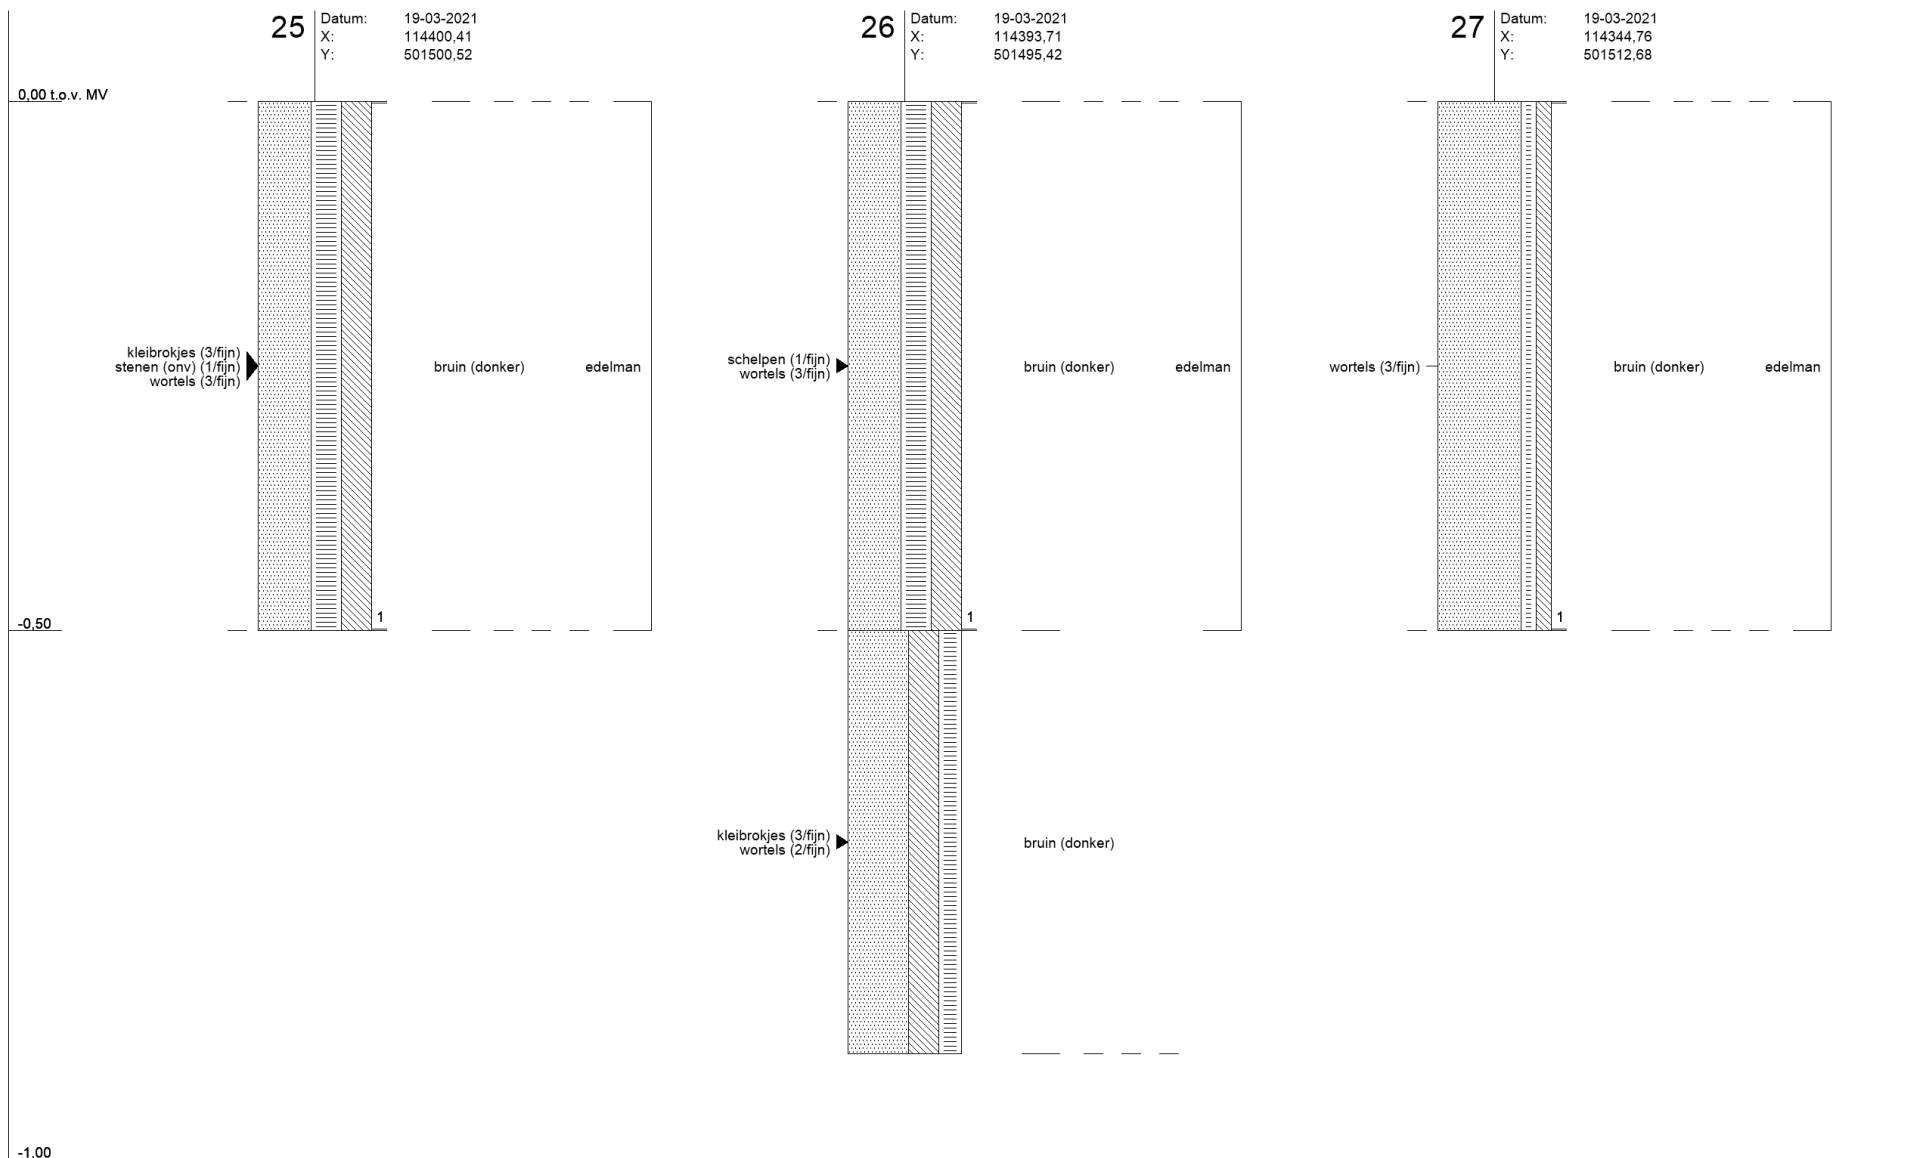 25
Datum: 19-03-2021
X: 114400,41
Y: 501500,52
26
Datum: 19-03-2021
X: 114393,71
Y: 501495,42
27
Datum: 19-03-2021
X: 114344,76
Y: 501512,68
0,00 t.o.v. MV
kleibrokjes (3/fijn)
stenen (onv) (1/fijn)
wortels (3/fijn)
bruin (donker)
edelman
1
schelpen (1/fijn)
wortels (3/fijn)
bruin (donker)
edelman
1
wortels (3/fijn)
bruin (donker)
edelman
1
-0,50
kleibrokjes (3/fijn)
wortels (2/fijn)
bruin (donker)
-1,00